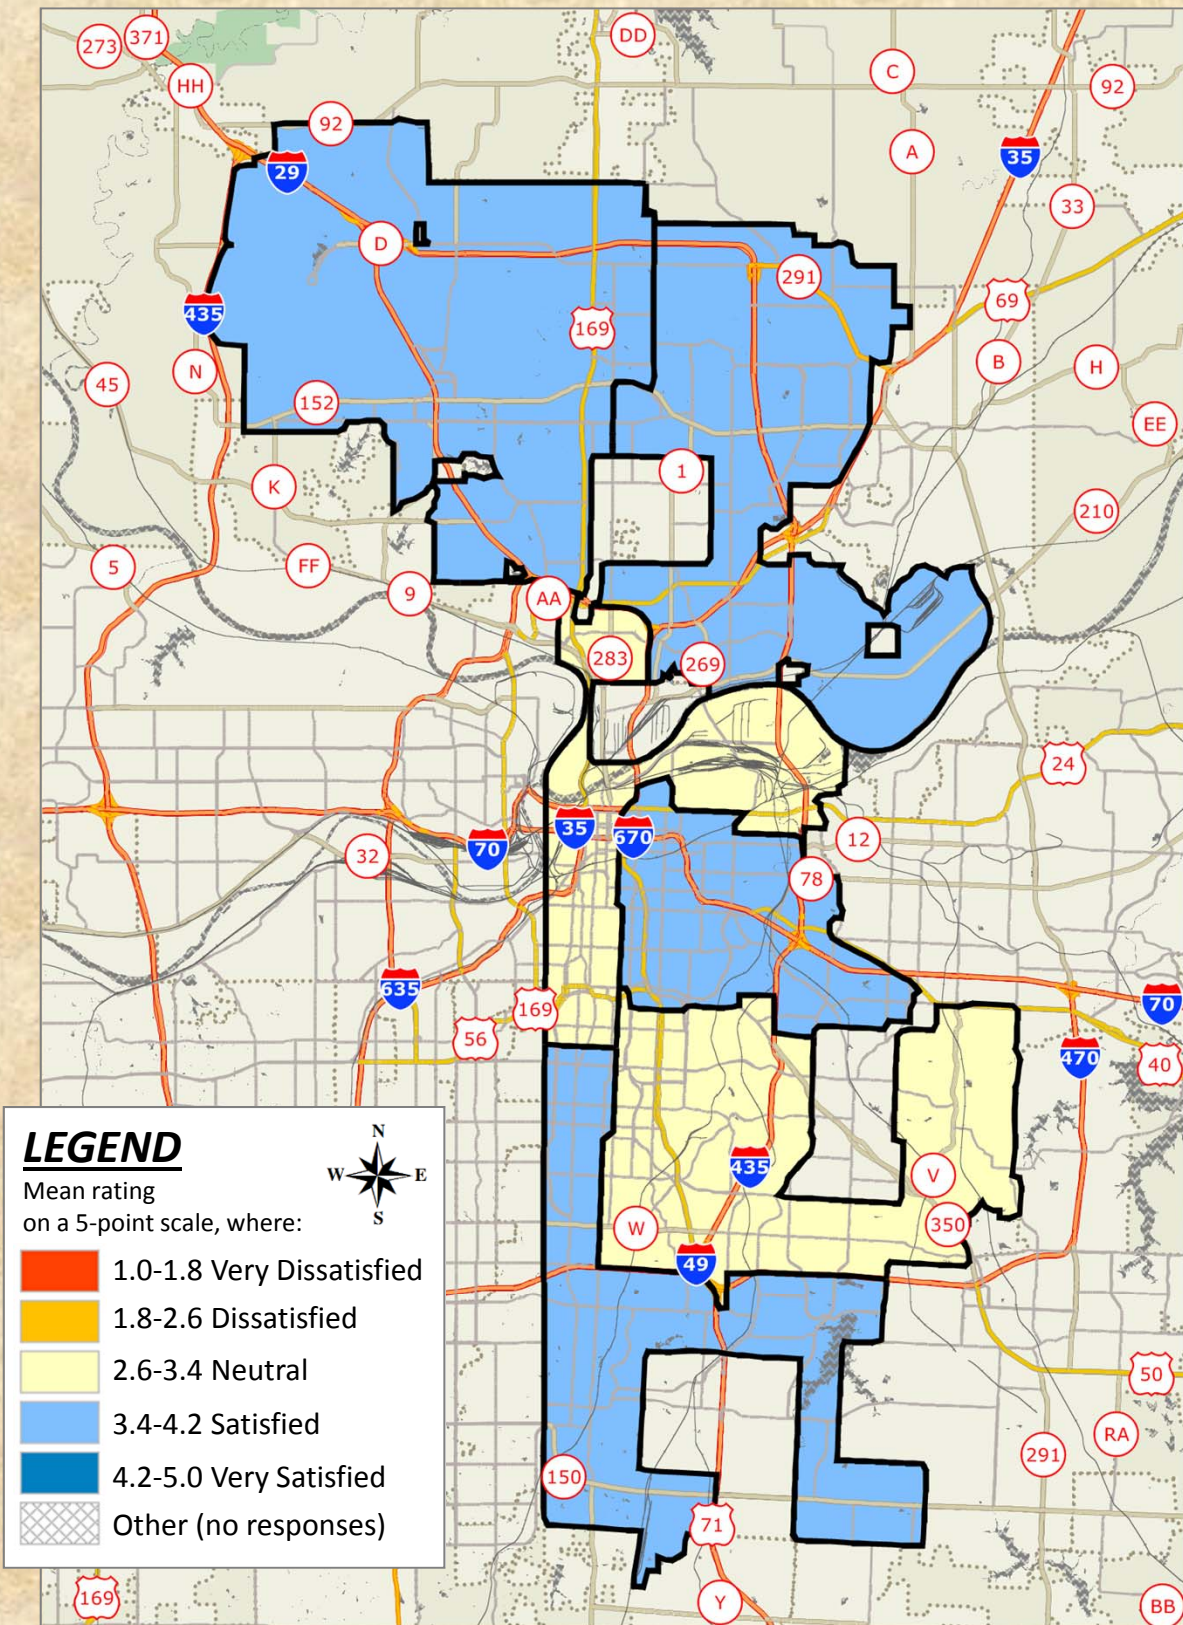 273
371
DD
C
HH
92
92
A
35
29
33
D
291
69
435
169
B
N
H
45
152
EE
1
K
210
5
FF
9
AA
283
269
24
35
670
70
12
32
78
635
70
169
56
470
40
LEGEND
Mean rating
on a 5-point scale, where:
N
W E
S
1.0-1.8 Very Dissatisfied
1.8-2.6 Dissatisfied
2.6-3.4 Neutral
3.4-4.2 Satisfied
4.2-5.0 Very Satisfied
Other (no responses)
435
V
W
350
49
50
RA
291
150
71
169
Y
BB